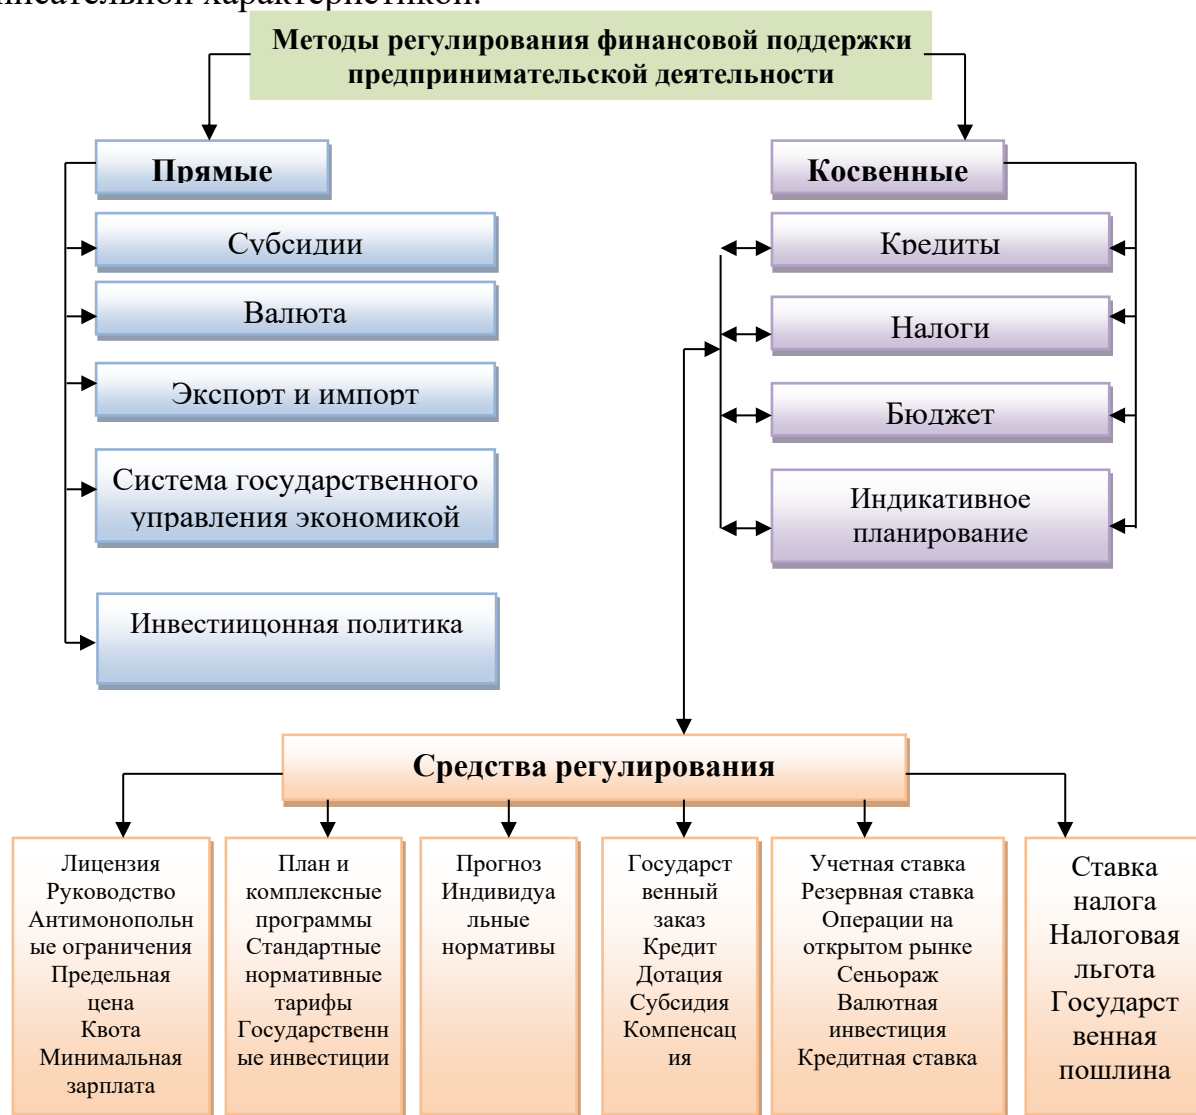 писательной характеристикой.
Методы регулирования финансовой поддержки
предпринимательской деятельности
Прямые
Косвенные
Субсидии
Кредиты
Валюта
Налоги
Экспорт и импорт
Бюджет
Система государственного
управления экономикой
Индикативное
планирование
Инвестиицонная политика
Средства регулирования
Лицензия
Руководство
Антимонопольн
ые ограничения
Предельная
цена
Квота
Минимальная
зарплата
План и
комплексные
программы
Стандартные
нормативные
тарифы
Государственн
ые инвестиции
Прогноз
Индивидуа
льные
нормативы
Государст
венный
заказ
Кредит
Дотация
Субсидия
Компенсац
ия
Учетная ставка
Резервная ставка
Операции на
открытом рынке
Сеньораж
Валютная
инвестиция
Кредитная ставка
Ставка
налога
Налоговая
льгота
Государст
венная
пошлина